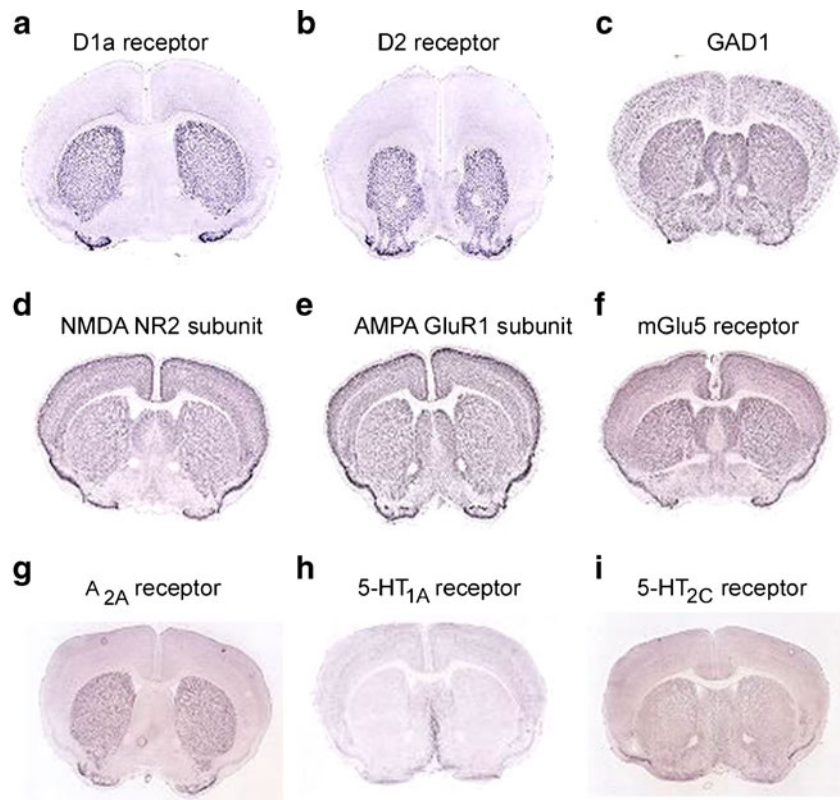 a
D1a receptor
b
D2 receptor
c
GAD1
d
NMDA NR2 subunit
e
AMPA GluR1 subunit
f
mGlu5 receptor
g
A2A receptor
h
5-HT1A receptor
i
5-HT2C receptor